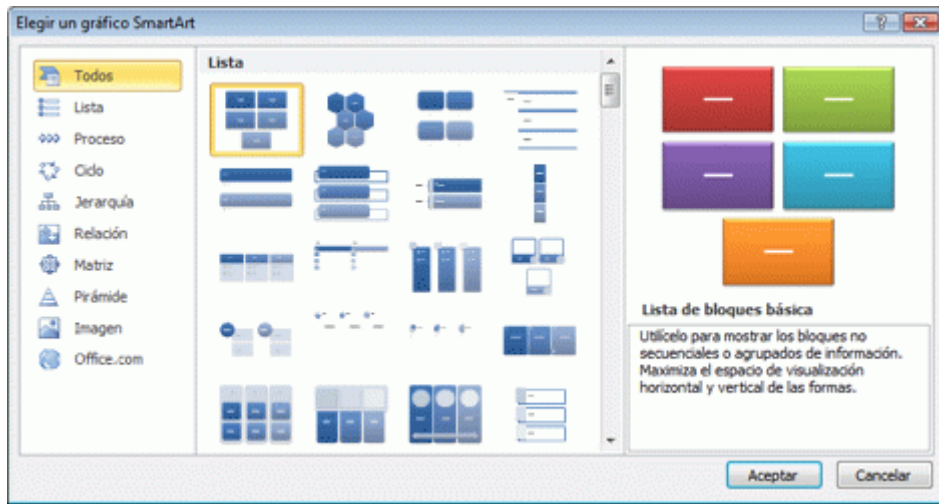 Elegir un gráfico SmartArt
Todos
Lista
Proceso
Ciclo
Jerarquía
Relación
Matriz
Pirámide
Imagen
Office.com
Lista
Lista de bloques básica
Utilícelo para mostrar los bloques no
secuenciales o agrupados de información.
Maximiza el espacio de visualización
horizontal y vertical de las formas.
Aceptar
Cancelar